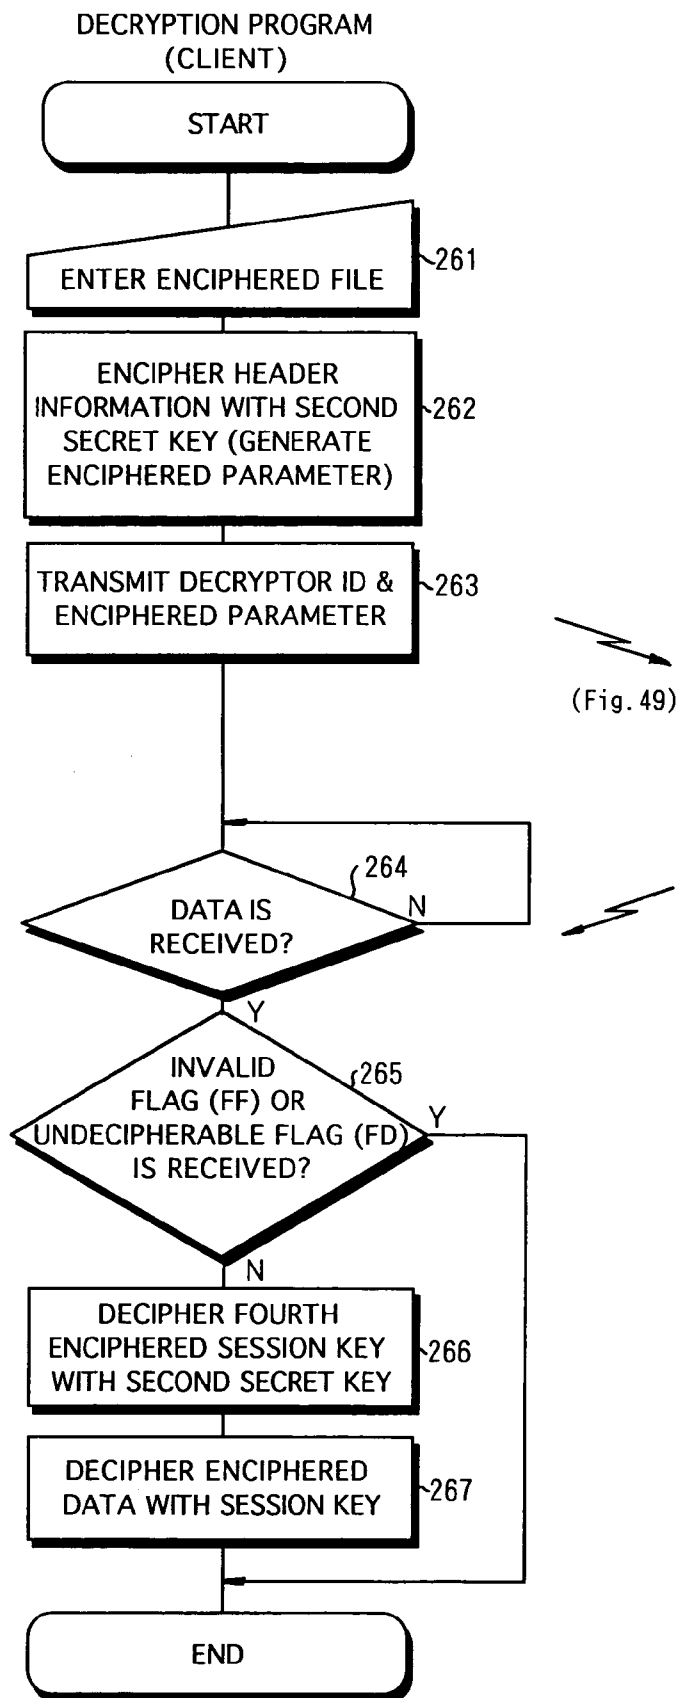 DECRYPTION PROGRAM
(CLIENT)
START
ENTER ENCIPHERED FILE
261
ENCIPHER HEADER
INFORMATION WITH SECOND
SECRET KEY (GENERATE
ENCIPHERED PARAMETER)
262
TRANSMIT DECRYPTOR ID &
ENCIPHERED PARAMETER
263
(Fig.49)
264
DATA IS
RECEIVED?
N
Y
INVALID
FLAG (FF) OR
UNDECIPHERABLE FLAG (FD)
IS RECEIVED?
265
Y
N
DECIPHER FOURTH
ENCIPHERED SESSION KEY
WITH SECOND SECRET KEY
266
DECIPHER ENCIPHERED
DATA WITH SESSION KEY
267
END